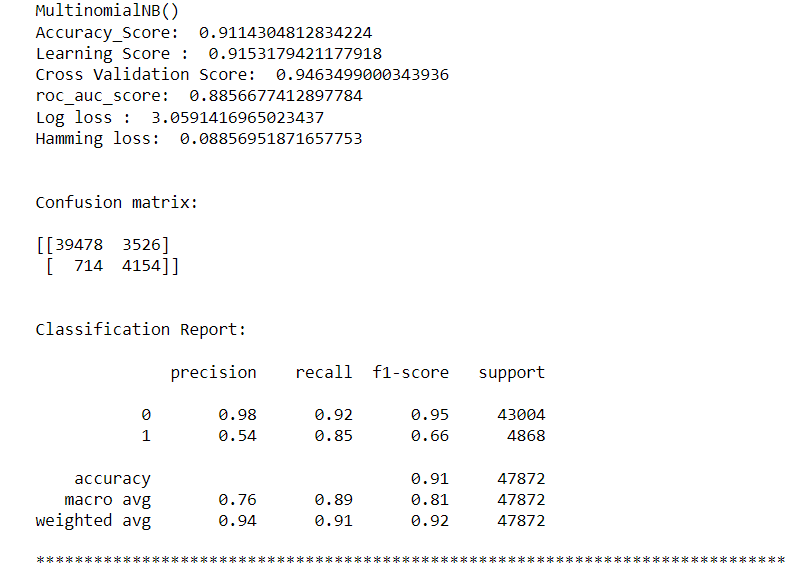 MultinomialNB()
Accuracy_Score:  0.9114304812834224
Learning Score :  0.9153179421177918
Cross Validation Score:  0.9463499000343936
roc_auc_score:  0.8856677412897784
Log loss :  3.0591416965023437
Hamming loss:  0.08856951871657753
Confusion matrix:
[[39478  3526]
 [  714  4154]]
Classification Report:
              precision    recall  f1-score   support
           0       0.98      0.92      0.95     43004
           1       0.54      0.85      0.66      4868
    accuracy                           0.91     47872
   macro avg       0.76      0.89      0.81     47872
weighted avg       0.94      0.91      0.92     47872
******************************************************************************